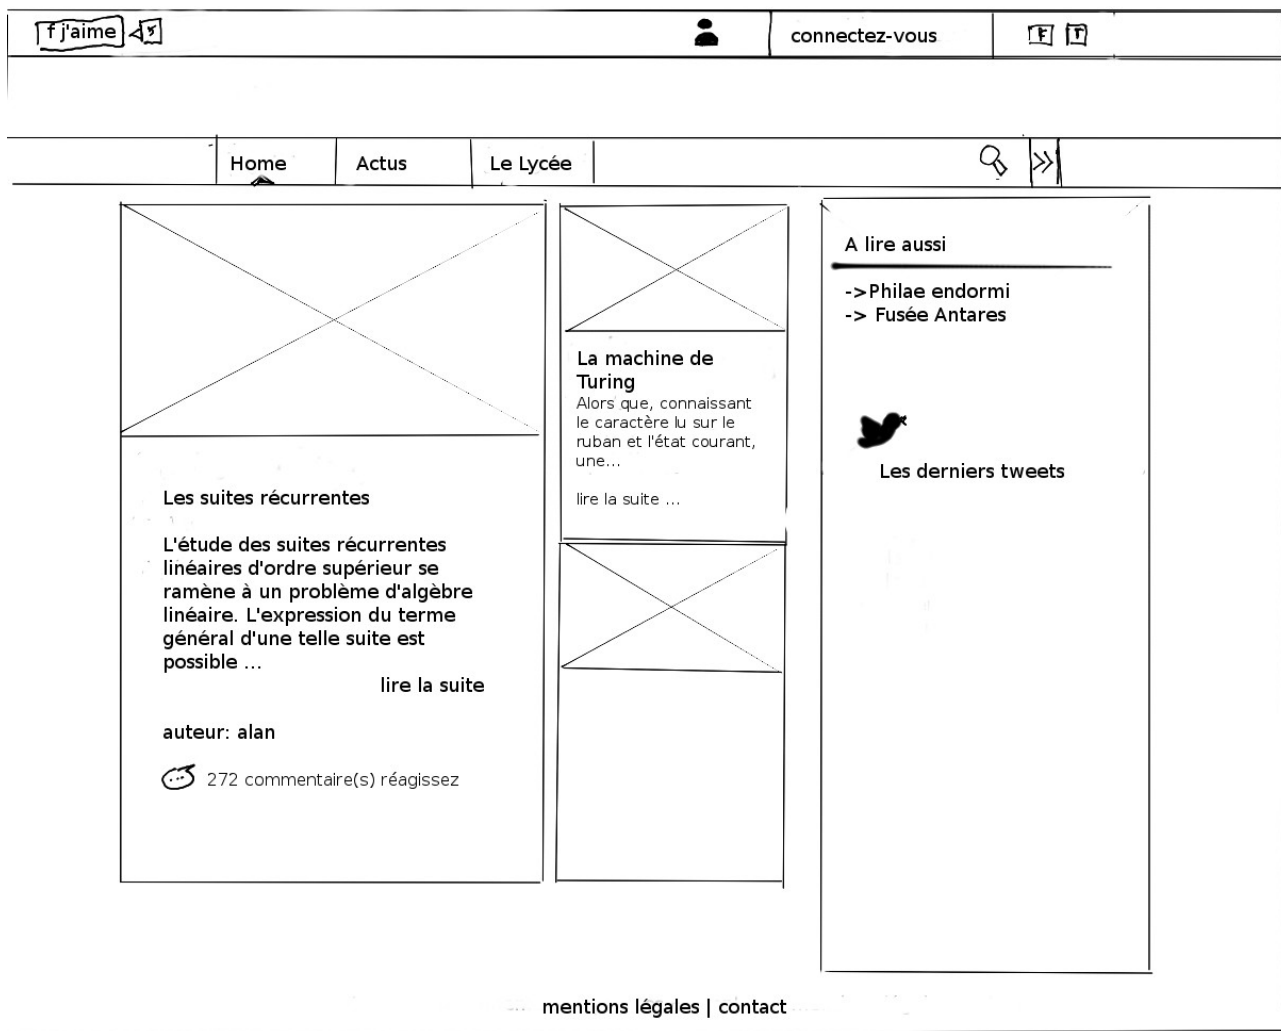 f j'aime 5
connectez-vous
F T
Home Actus Le Lycée
Les suites récurrentes
L'étude des suites récurrentes
linéaires d'ordre supérieur se
ramène à un problème d'algèbre
linéaire. L'expression du terme
général d'une telle suite est
possible ...
lire la suite
auteur: alan
272 commentaire(s) réagissez
La machine de
Turing
Alors que, connaissant
le caractère lu sur le
ruban et l'état courant,
une...
lire la suite ...
A lire aussi
->Philae endormi
-> Fusée Antares
Les derniers tweets
mentions légales | contact